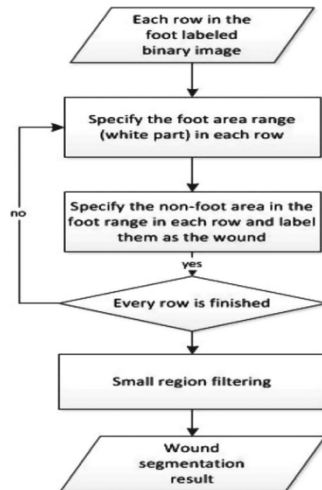 Each row in the
foot labeled
binary image
Specify the foot area range
(white part) in each row
no
Specify the non-foot area in the
foot range in each row and label
them as the wound
yes
Every row is finished
Small region filtering
Wound
segmentation
result